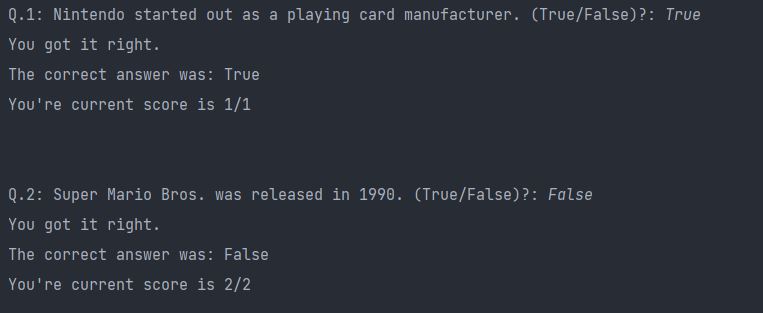 Q.1: Nintendo started out as a playing card manufacturer. (True/False)?: True
You got it right.
The correct answer was: True
You're current score is 1/1
Q.2: Super Mario Bros. was released in 1990. (True/False)?: False
You got it right.
The correct answer was: False
You're current score is 2/2